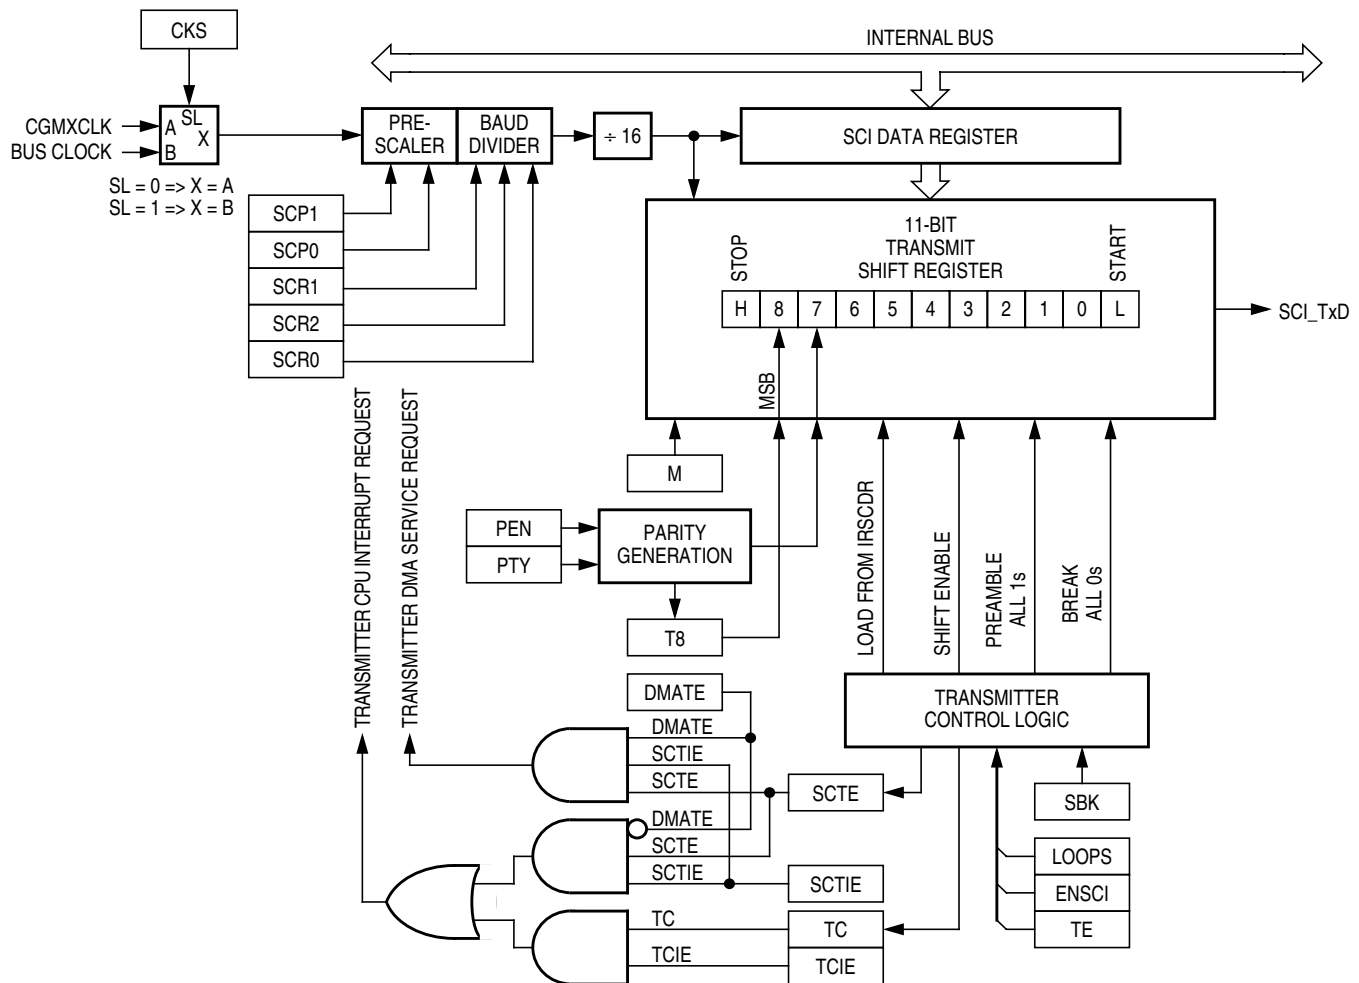 CKS
INTERNAL BUS
CGMXCLK
BUS CLOCK
SL
A
X
B
SL = 0 => X = A
SL = 1 => X = B
PRE-
SCALER
BAUD
DIVIDER
÷ 16
SCI DATA REGISTER
SCP1
SCP0
SCR1
SCR2
SCR0
11-BIT
TRANSMIT
SHIFT REGISTER
STOP
START
H 8 7 6 5 4 3 2 1 0 L
SCI_TxD
MSB
TRANSMITTER CPU INTERRUPT REQUEST
TRANSMITTER DMA SERVICE REQUEST
M
PEN
PTY
PARITY
GENERATION
T8
LOAD FROM IRSCDR
SHIFT ENABLE
PREAMBLE
ALL 1s
BREAK
ALL 0s
DMATE
TRANSMITTER
CONTROL LOGIC
DMATE
SCTIE
SCTE
SCTE
SBK
DMATE
SCTE
SCTIE
SCTIE
LOOPS
ENSCI
TE
TC
TC
TCIE
TCIE